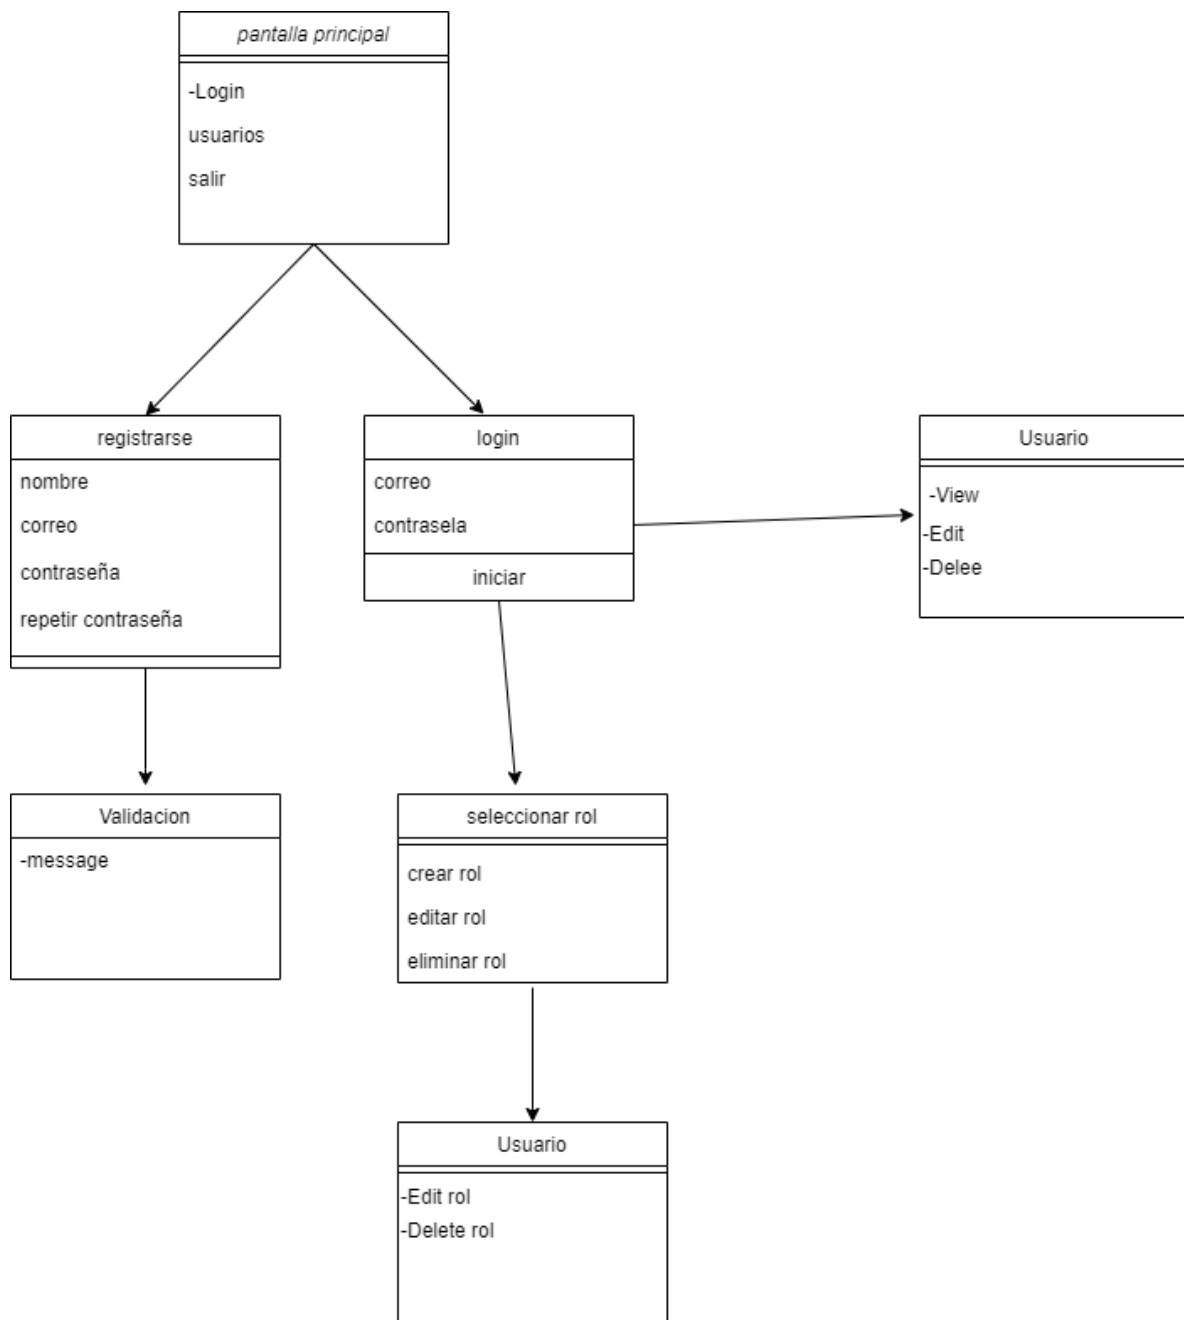 pantalla principal
-Login
usuarios
salir
registrarse
nombre
correo
contraseña
repetir contraseña
login
correo
contrasela
iniciar
Usuario
-View
-Edit
-Delee
Validacion
-message
seleccionar rol
crear rol
editar rol
eliminar rol
Usuario
-Edit rol
-Delete rol